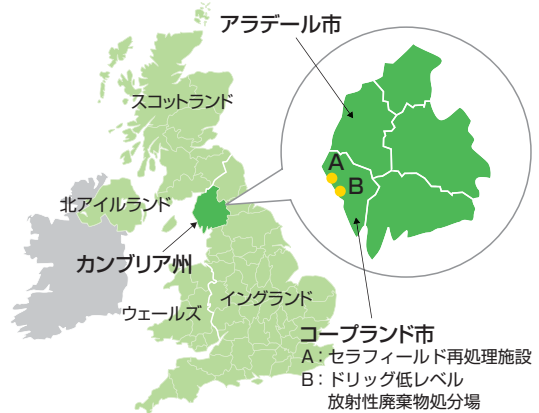 アラデール市
スコットランド
A
B
北アイルランド
カンブリア州
ウェールズ
イングランド
コープランド市
A：セラフィールド再処理施設
B：ドリッグ低レベル
放射性廃棄物処分場